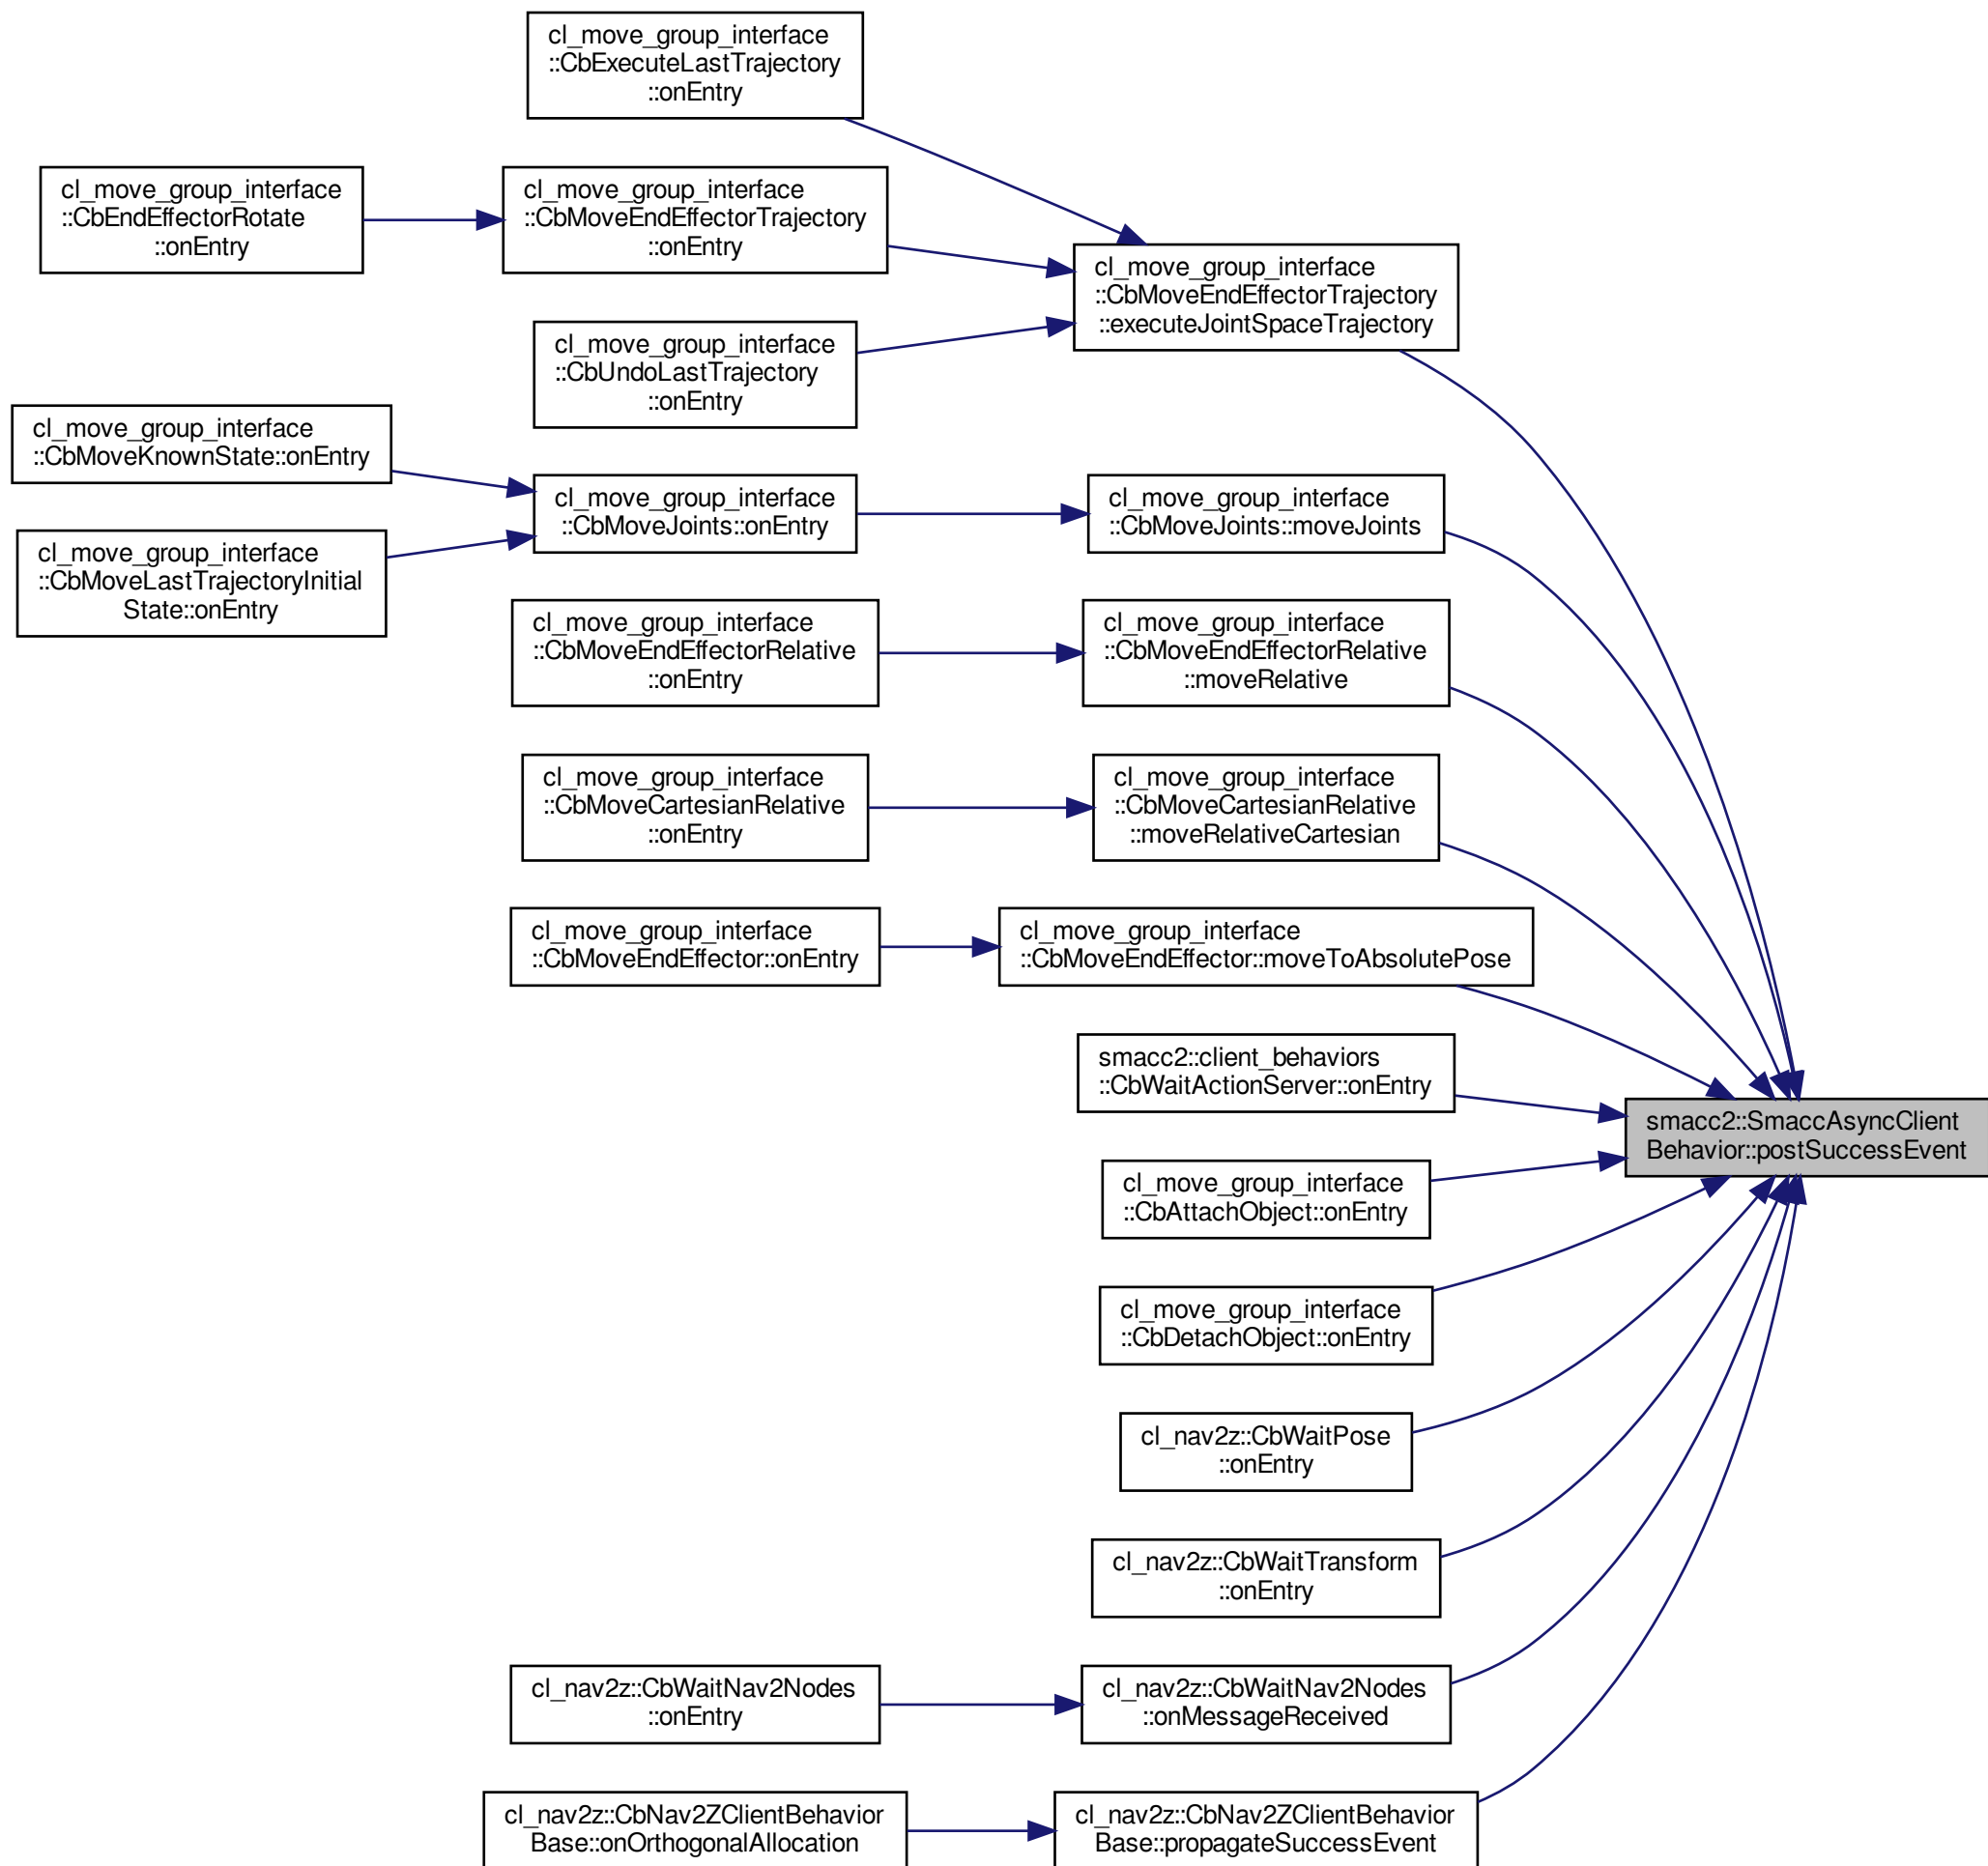 cl_move_group_interface
::CbExecuteLastTrajectory
::onEntry
cl_move_group_interface
::CbEndEffectorRotate
::onEntry
cl_move_group_interface
::CbMoveEndEffectorTrajectory
::onEntry
cl_move_group_interface
::CbMoveEndEffectorTrajectory
::executeJointSpaceTrajectory
cl_move_group_interface
::CbUndoLastTrajectory
::onEntry
cl_move_group_interface
::CbMoveKnownState::onEntry
cl_move_group_interface
::CbMoveJoints::onEntry
cl_move_group_interface
::CbMoveJoints::moveJoints
cl_move_group_interface
::CbMoveLastTrajectoryInitial
State::onEntry
cl_move_group_interface
::CbMoveEndEffectorRelative
::onEntry
cl_move_group_interface
::CbMoveEndEffectorRelative
::moveRelative
cl_move_group_interface
::CbMoveCartesianRelative
::onEntry
cl_move_group_interface
::CbMoveCartesianRelative
::moveRelativeCartesian
cl_move_group_interface
::CbMoveEndEffector::onEntry
cl_move_group_interface
::CbMoveEndEffector::moveToAbsolutePose
smacc2::client_behaviors
::CbWaitActionServer::onEntry
smacc2::SmaccAsyncClient
Behavior::postSuccessEvent
cl_move_group_interface
::CbAttachObject::onEntry
cl_move_group_interface
::CbDetachObject::onEntry
cl_nav2z::CbWaitPose
::onEntry
cl_nav2z::CbWaitTransform
::onEntry
cl_nav2z::CbWaitNav2Nodes
::onEntry
cl_nav2z::CbWaitNav2Nodes
::onMessageReceived
cl_nav2z::CbNav2ZClientBehavior
Base::onOrthogonalAllocation
cl_nav2z::CbNav2ZClientBehavior
Base::propagateSuccessEvent